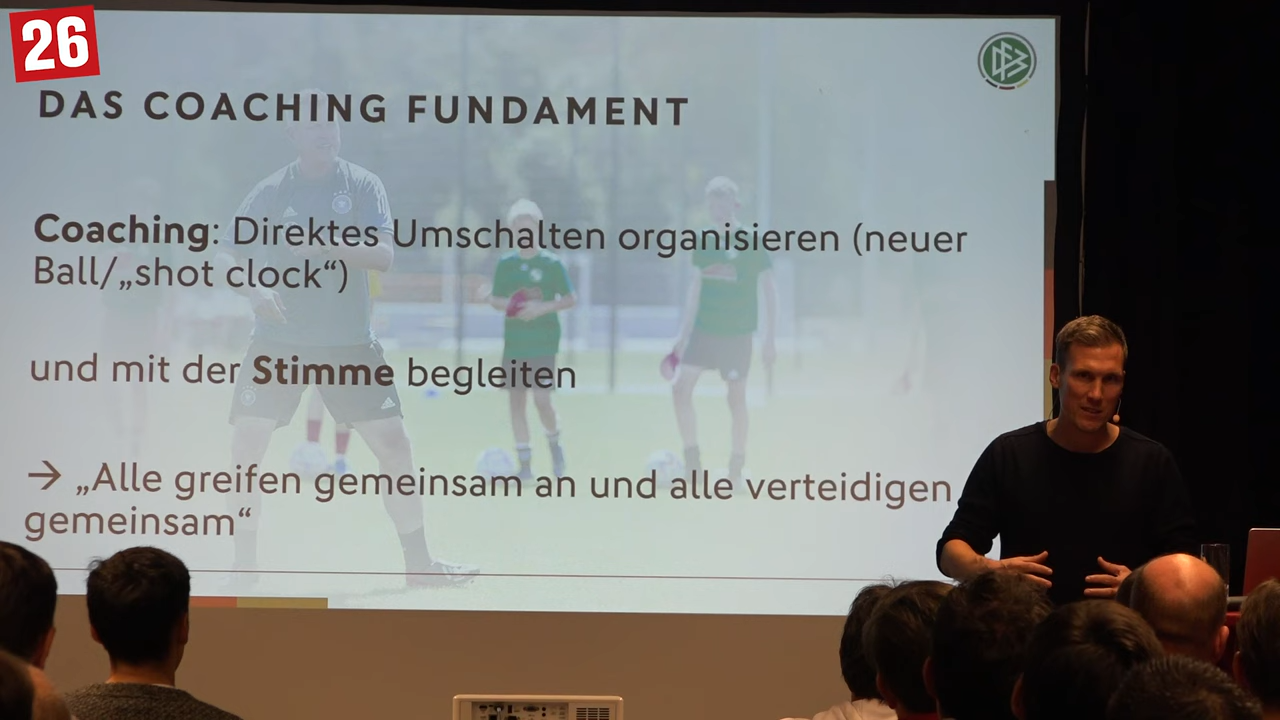 26
DFB
DAS COACHING FUNDAMENT
Coaching: Direktes Umschalten organisieren (neuer
Ball/„shot clock“)
und mit der Stimme begleiten
→ „Alle greifen gemeinsam an und alle verteidigen
gemeinsam“